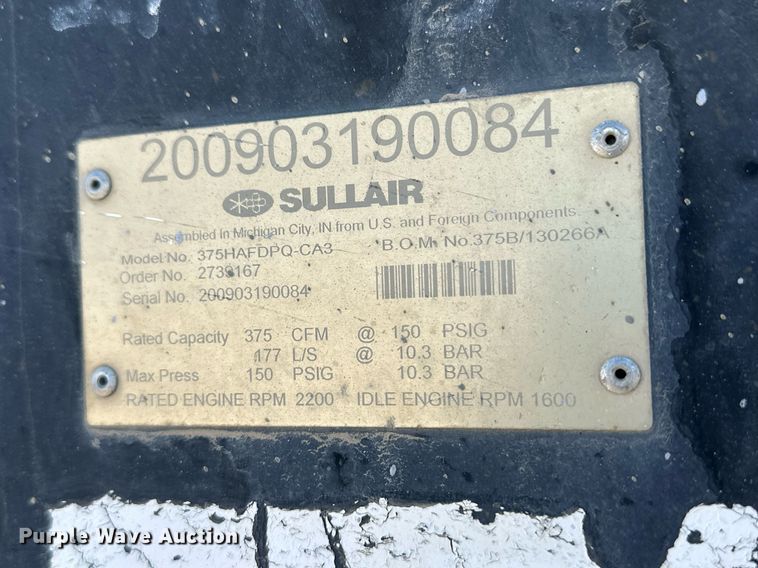 200903190084
SULLAIR
Assembled in Michigan City, IN from U.S. and Foreign Components
Model No. 375HAFDPQ-CA3 B.O.M. No.375B/130266A
Order No. 2739167
Serial No. 200903190084
Rated Capacity 375 CFM @ 150 PSIG
177 L/S @ 10.3 BAR
Max Press 150 PSIG 10.3 BAR
RATED ENGINE RPM 2200 IDLE ENGINE RPM 1600
Purple Wave Auction